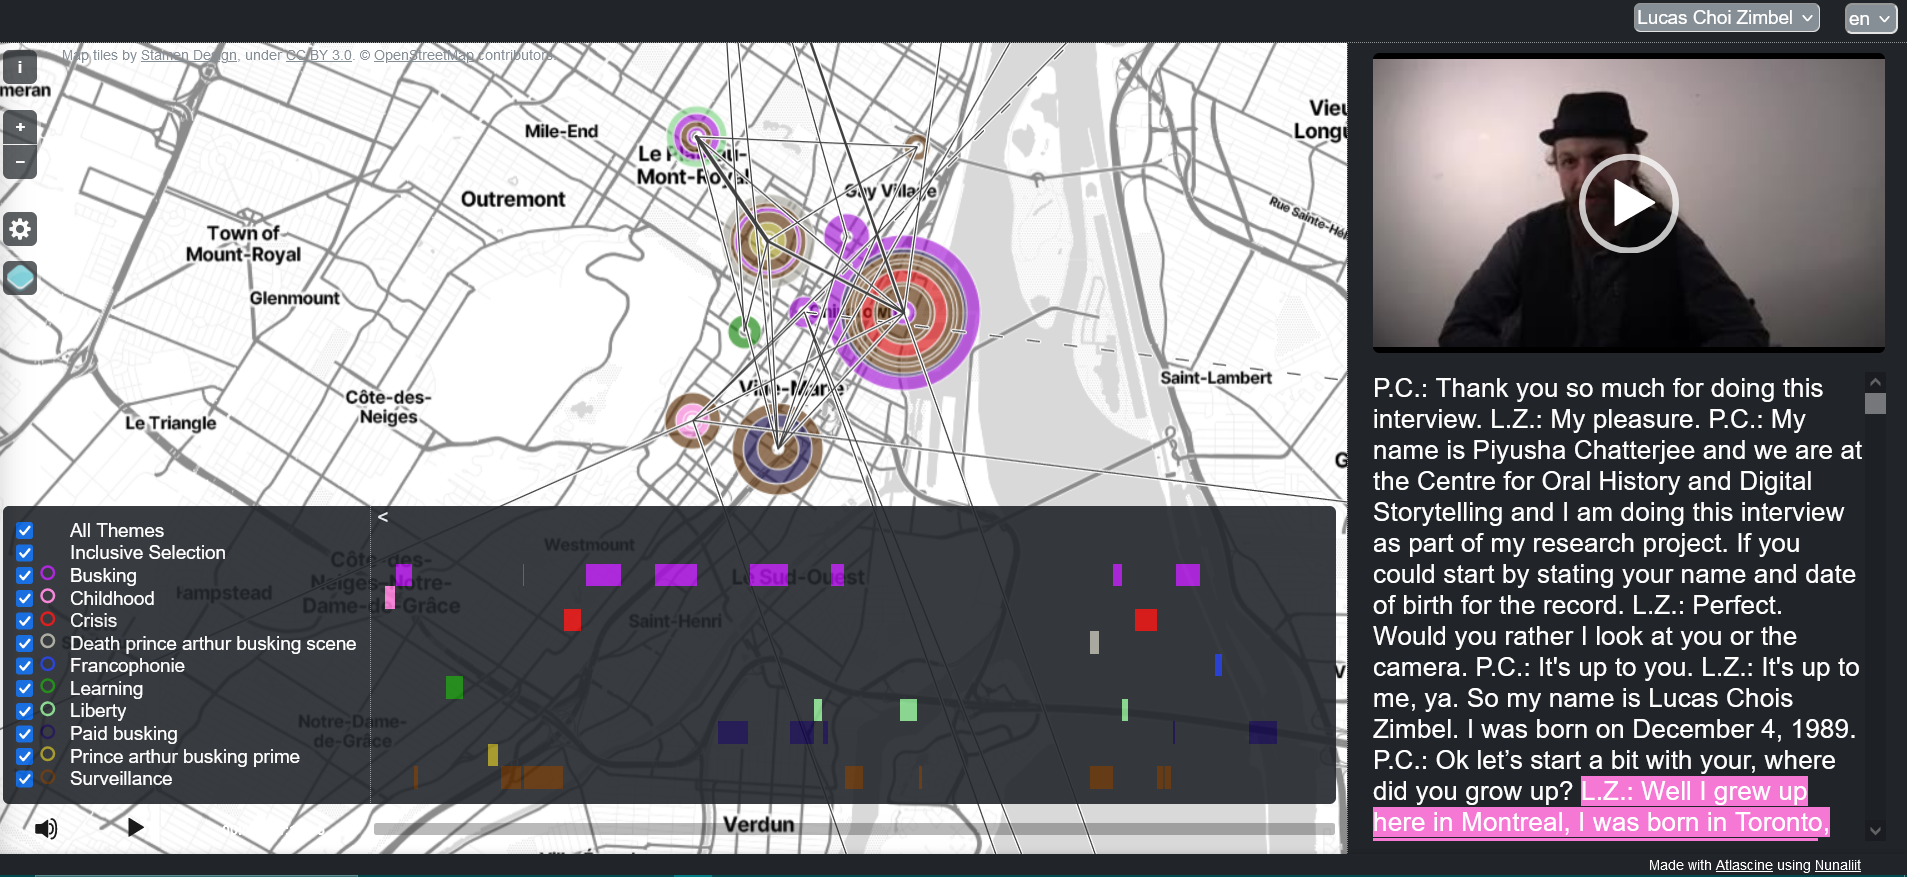 Lucas Choi Zimbel
en
Map tiles by Stamen Design, under CC BY 3.0. © OpenStreetMap contributors.
i
meran
+
−
Mile-End
Le Plateau-
Mont-Royal
Gay Village
Outremont
Town of
Mount-Royal
Glenmount
Côte-des-
Neiges
Le Triangle
Ville-Marie
Saint-Lambert
Rue Sainte-Hé
Vieu
Longu
G
<
All Themes
Inclusive Selection
Busking
Childhood
Crisis
Death prince arthur busking scene
Francophonie
Learning
Liberty
Paid busking
Prince arthur busking prime
Surveillance
Westmount
Côte-des-
Neiges-Notre-
Dame-de-Grâce
Hampstead
Le Sud-Ouest
Saint-Henri
Notre-Dame-
de-Grâce
V
Verdun
P.C.: Thank you so much for doing this
interview. L.Z.: My pleasure. P.C.: My
name is Piyusha Chatterjee and we are at
the Centre for Oral History and Digital
Storytelling and I am doing this interview
as part of my research project. If you
could start by stating your name and date
of birth for the record. L.Z.: Perfect.
Would you rather I look at you or the
camera. P.C.: It's up to you. L.Z.: It's up to
me, ya. So my name is Lucas Chois
Zimbel. I was born on December 4, 1989.
P.C.: Ok let’s start a bit with your, where
did you grow up? L.Z.: Well I grew up
here in Montreal, I was born in Toronto,
Made with Atlascine using Nunaliit